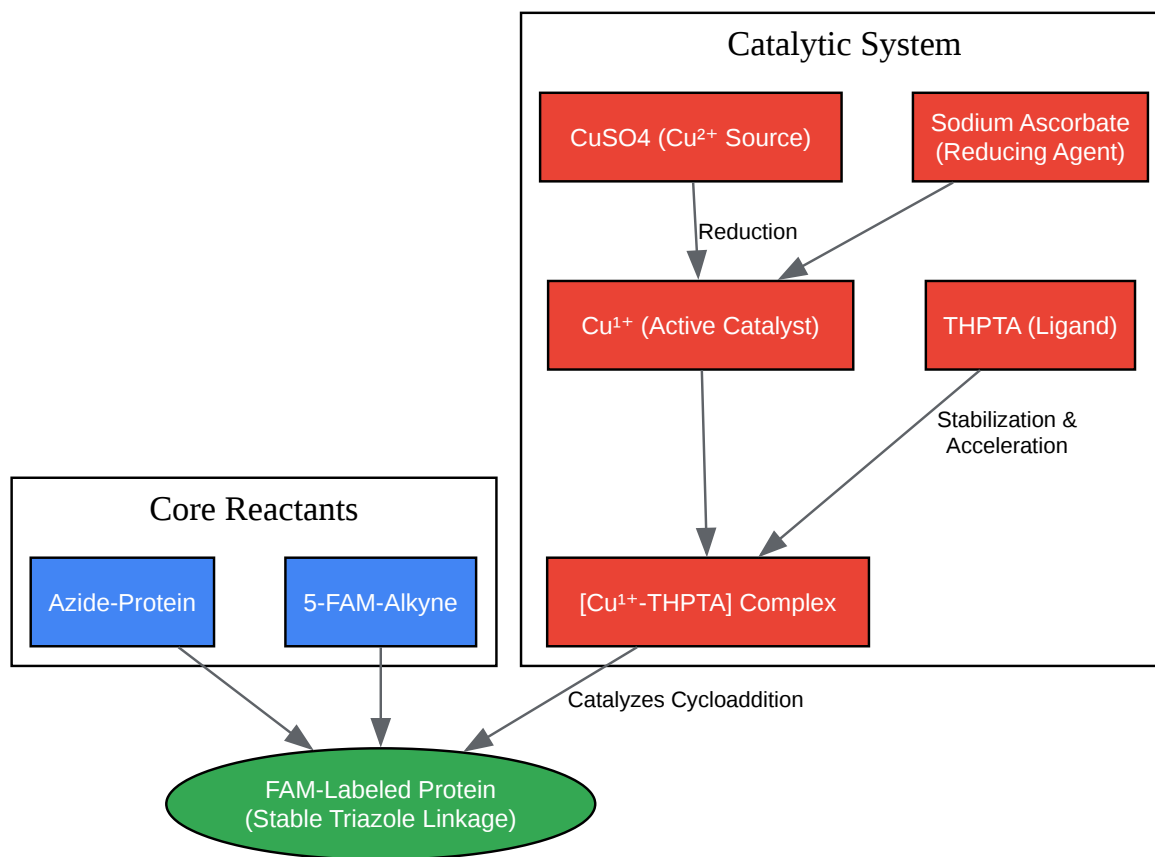 Catalytic System
CuSO4 (Cu²⁺ Source)
Sodium Ascorbate
(Reducing Agent)
Reduction
Cu¹⁺ (Active Catalyst)
THPTA (Ligand)
Stabilization &
Acceleration
Core Reactants
Azide-Protein
5-FAM-Alkyne
[Cu¹⁺-THPTA] Complex
Catalyzes Cycloaddition
FAM-Labeled Protein
(Stable Triazole Linkage)